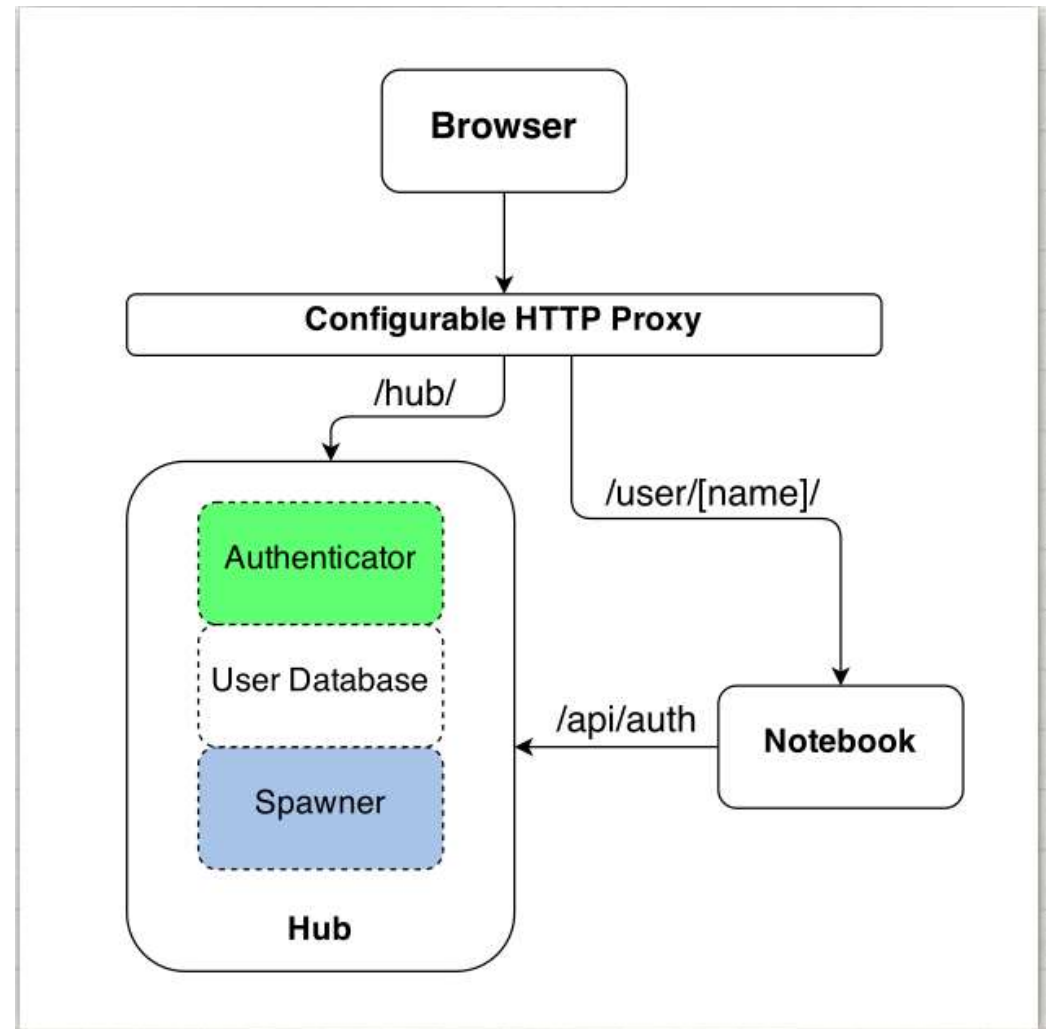 Browser
Configurable HTTP Proxy
/hub/
/user/[name]/
Authenticator
User Database
/api/auth
Notebook
Spawner
Hub